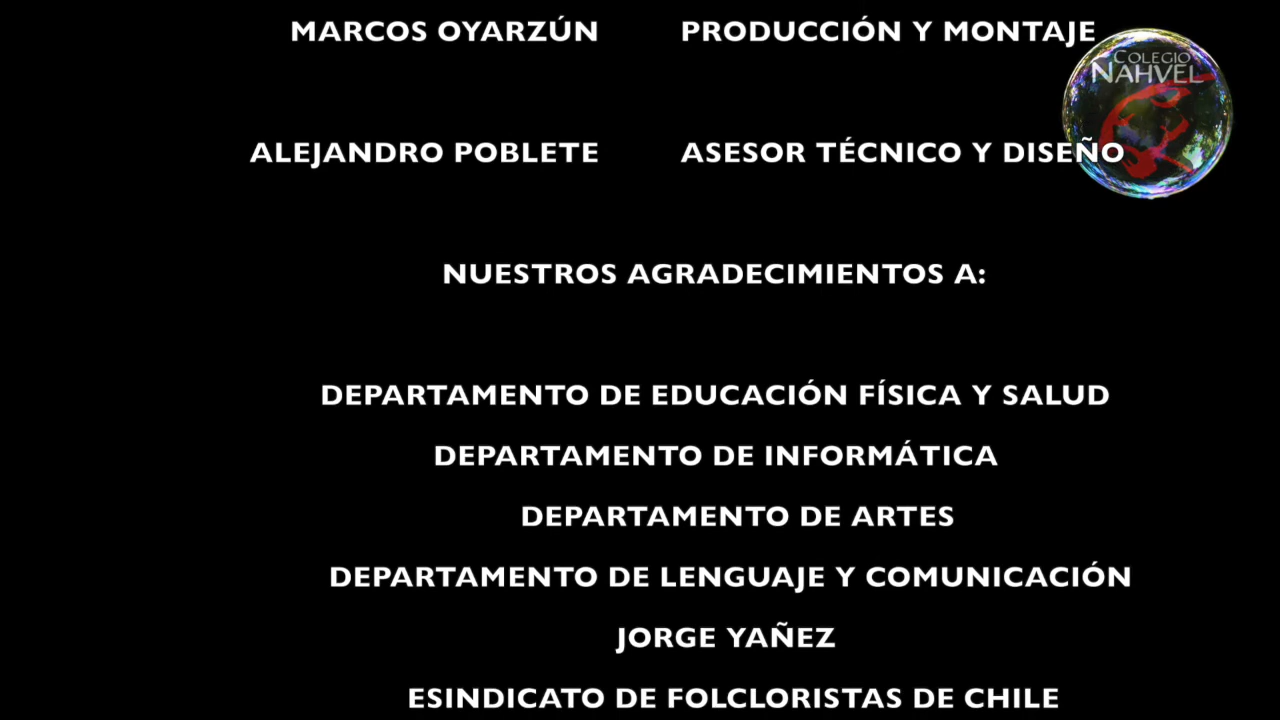 MARCOS OYARZÚN PRODUCCIÓN Y MONTAJE
COLEGIO
NAHVEL
ALEJANDRO POBLETE ASESOR TÉCNICO Y DISEÑO
NUESTROS AGRADECIMIENTOS A:
DEPARTAMENTO DE EDUCACIÓN FÍSICA Y SALUD
DEPARTAMENTO DE INFORMÁTICA
DEPARTAMENTO DE ARTES
DEPARTAMENTO DE LENGUAJE Y COMUNICACIÓN
JORGE YAÑEZ
ESINDICATO DE FOLCLORISTAS DE CHILE